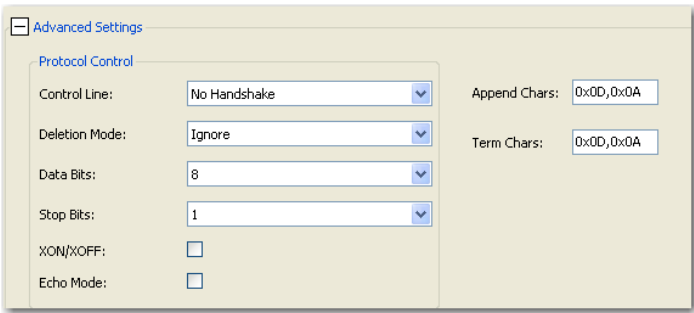 Advanced Settings
Protocol Control
Control Line: No Handshake
Deletion Mode: Ignore
Data Bits: 8
Stop Bits: 1
XON/XOFF:
Echo Mode:
Append Chars: 0x0D,0x0A
Term Chars: 0x0D,0x0A